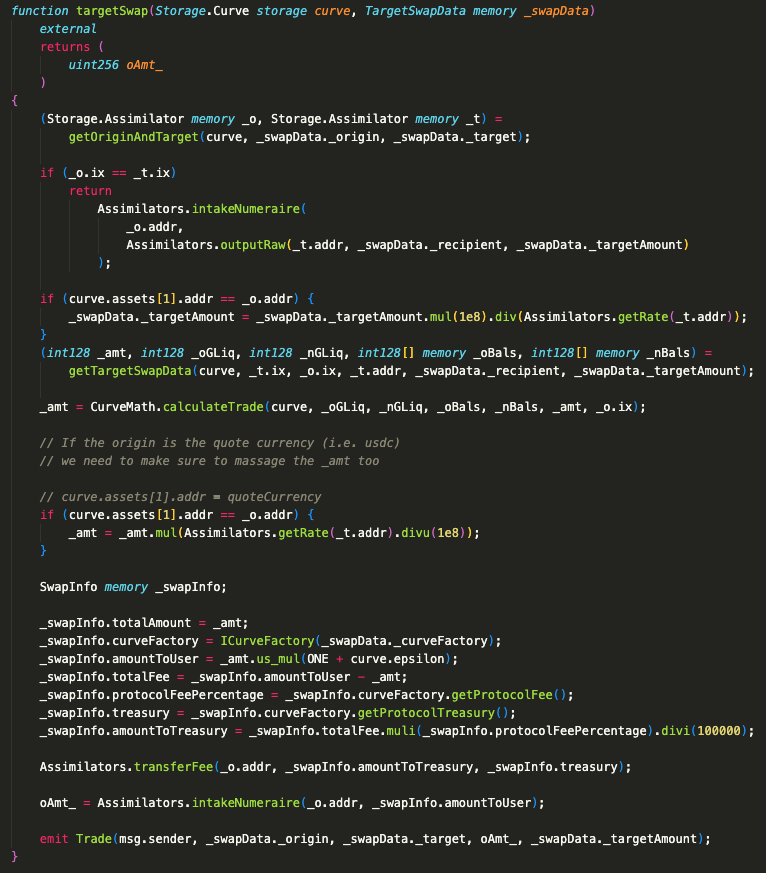 function targetSwap(Storage.Curve storage curve, TargetSwapData memory _swapData)
external
returns (
uint256 oAmt_
)
{
(Storage.Assimilator memory _o, Storage.Assimilator memory _t) =
getOriginAndTarget(curve, _swapData._origin, _swapData._target);
if (_o.ix == _t.ix)
return
Assimilators.intakeNumeraire(
_o.addr,
Assimilators.outputRaw(_t.addr, _swapData._recipient, _swapData._targetAmount)
);
if (curve.assets[1].addr == _o.addr) {
_swapData._targetAmount = _swapData._targetAmount.mul(1e8).div(Assimilators.getRate(_t.addr));
}
(int128 _amt, int128 _oGLiq, int128 _nGLiq, int128[] memory _oBals, int128[] memory _nBals) =
getTargetSwapData(curve, _t.ix, _o.ix, _t.addr, _swapData._recipient, _swapData._targetAmount);
_amt = CurveMath.calculateTrade(curve, _oGLiq, _nGLiq, _oBals, _nBals, _amt, _o.ix);
// If the origin is the quote currency (i.e. usdc)
// we need to make sure to massage the _amt too
// curve.assets[1].addr = quoteCurrency
if (curve.assets[1].addr == _o.addr) {
_amt = _amt.mul(Assimilators.getRate(_t.addr).divu(1e8));
}
SwapInfo memory _swapInfo;
_swapInfo.totalAmount = _amt;
_swapInfo.curveFactory = ICurveFactory(_swapData._curveFactory);
_swapInfo.amountToUser = _amt.us_mul(ONE + curve.epsilon);
_swapInfo.totalFee = _swapInfo.amountToUser - _amt;
_swapInfo.protocolFeePercentage = _swapInfo.curveFactory.getProtocolFee();
_swapInfo.treasury = _swapInfo.curveFactory.getProtocolTreasury();
_swapInfo.amountToTreasury = _swapInfo.totalFee.muli(_swapInfo.protocolFeePercentage).divi(100000);
Assimilators.transferFee(_o.addr, _swapInfo.amountToTreasury, _swapInfo.treasury);
oAmt_ = Assimilators.intakeNumeraire(_o.addr, _swapInfo.amountToUser);
emit Trade(msg.sender, _swapData._origin, _swapData._target, oAmt_, _swapData._targetAmount);
}